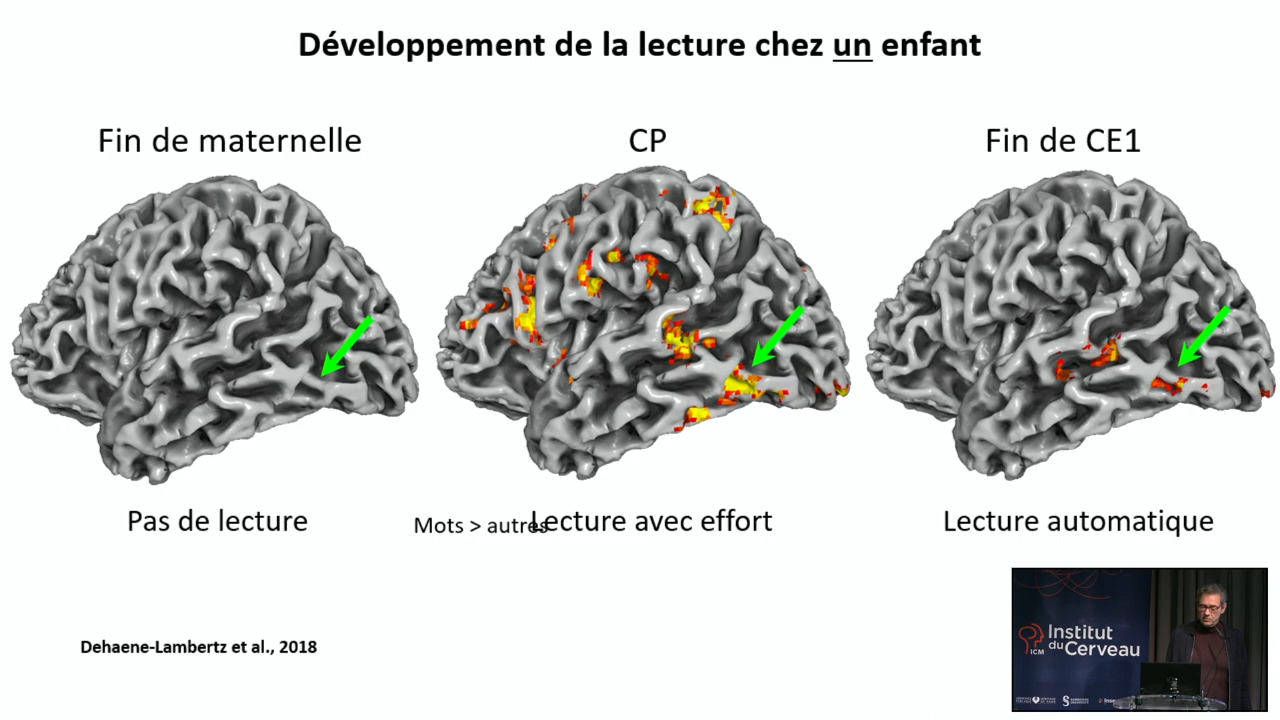 Développement de la lecture chez un enfant
Fin de maternelle
CP
Fin de CE1
Pas de lecture
Mots > autres
Lecture avec effort
Lecture automatique
Dehaene-Lambertz et al., 2018
Institut
du Cerveau
ICM